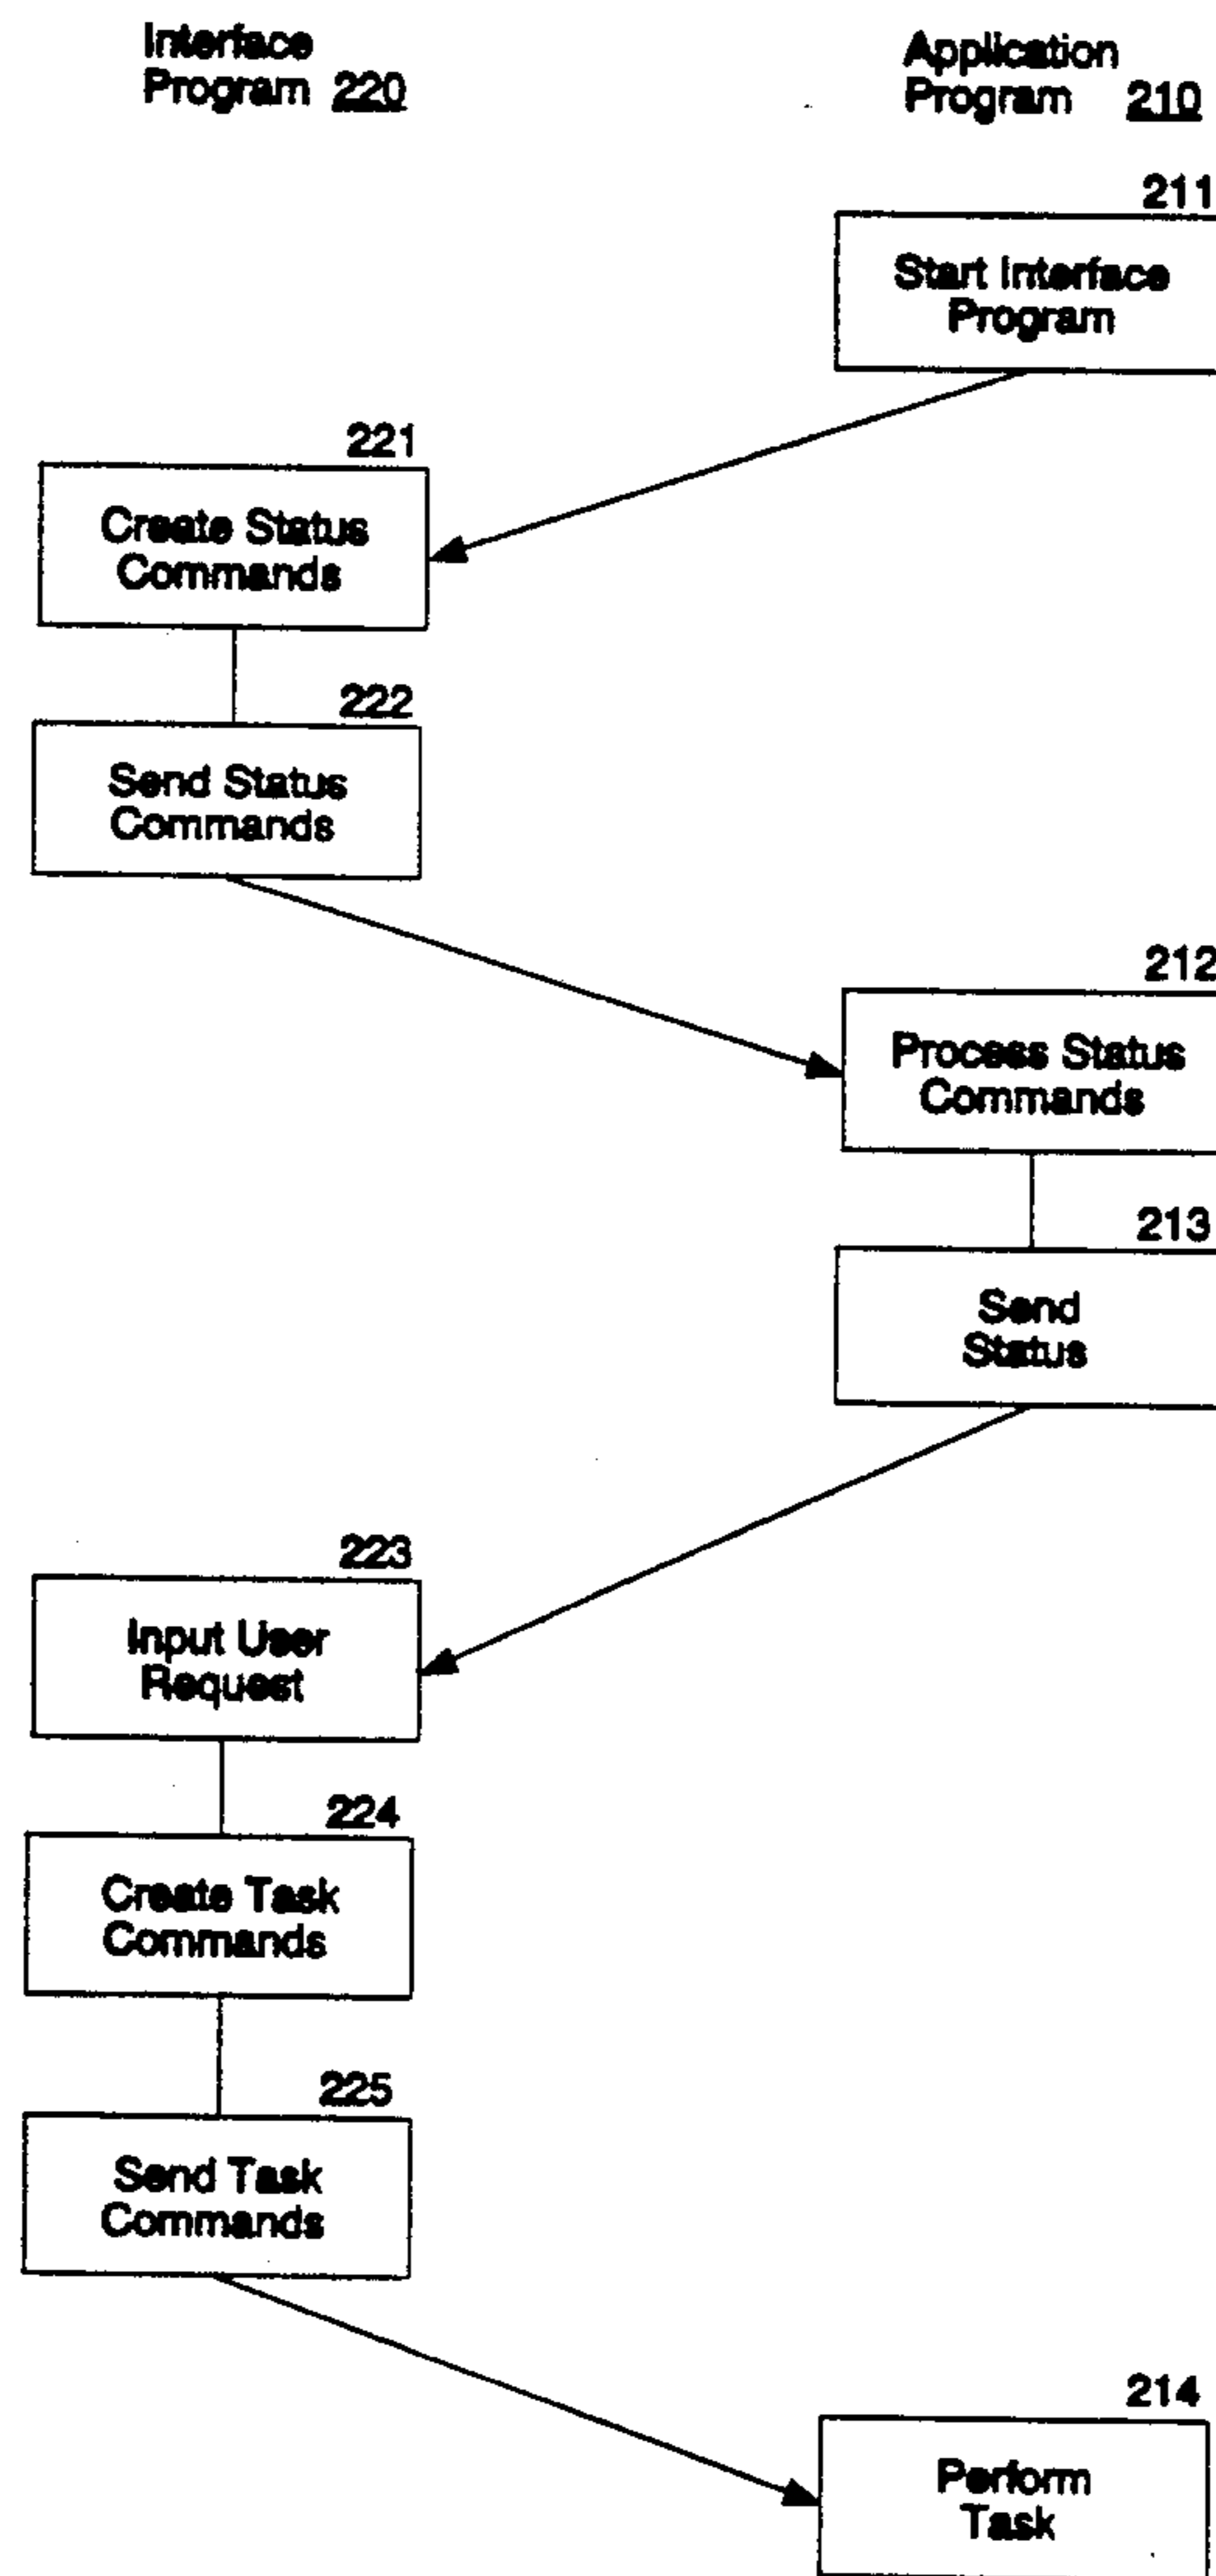 Interface
Program 220
Application
Program 210
211
Start Interface
Program
221
Create Status
Commands
222
Send Status
Commands
212
Process Status
Commands
213
Send
Status
223
Input User
Request
224
Create Task
Commands
225
Send Task
Commands
214
Perform
Task